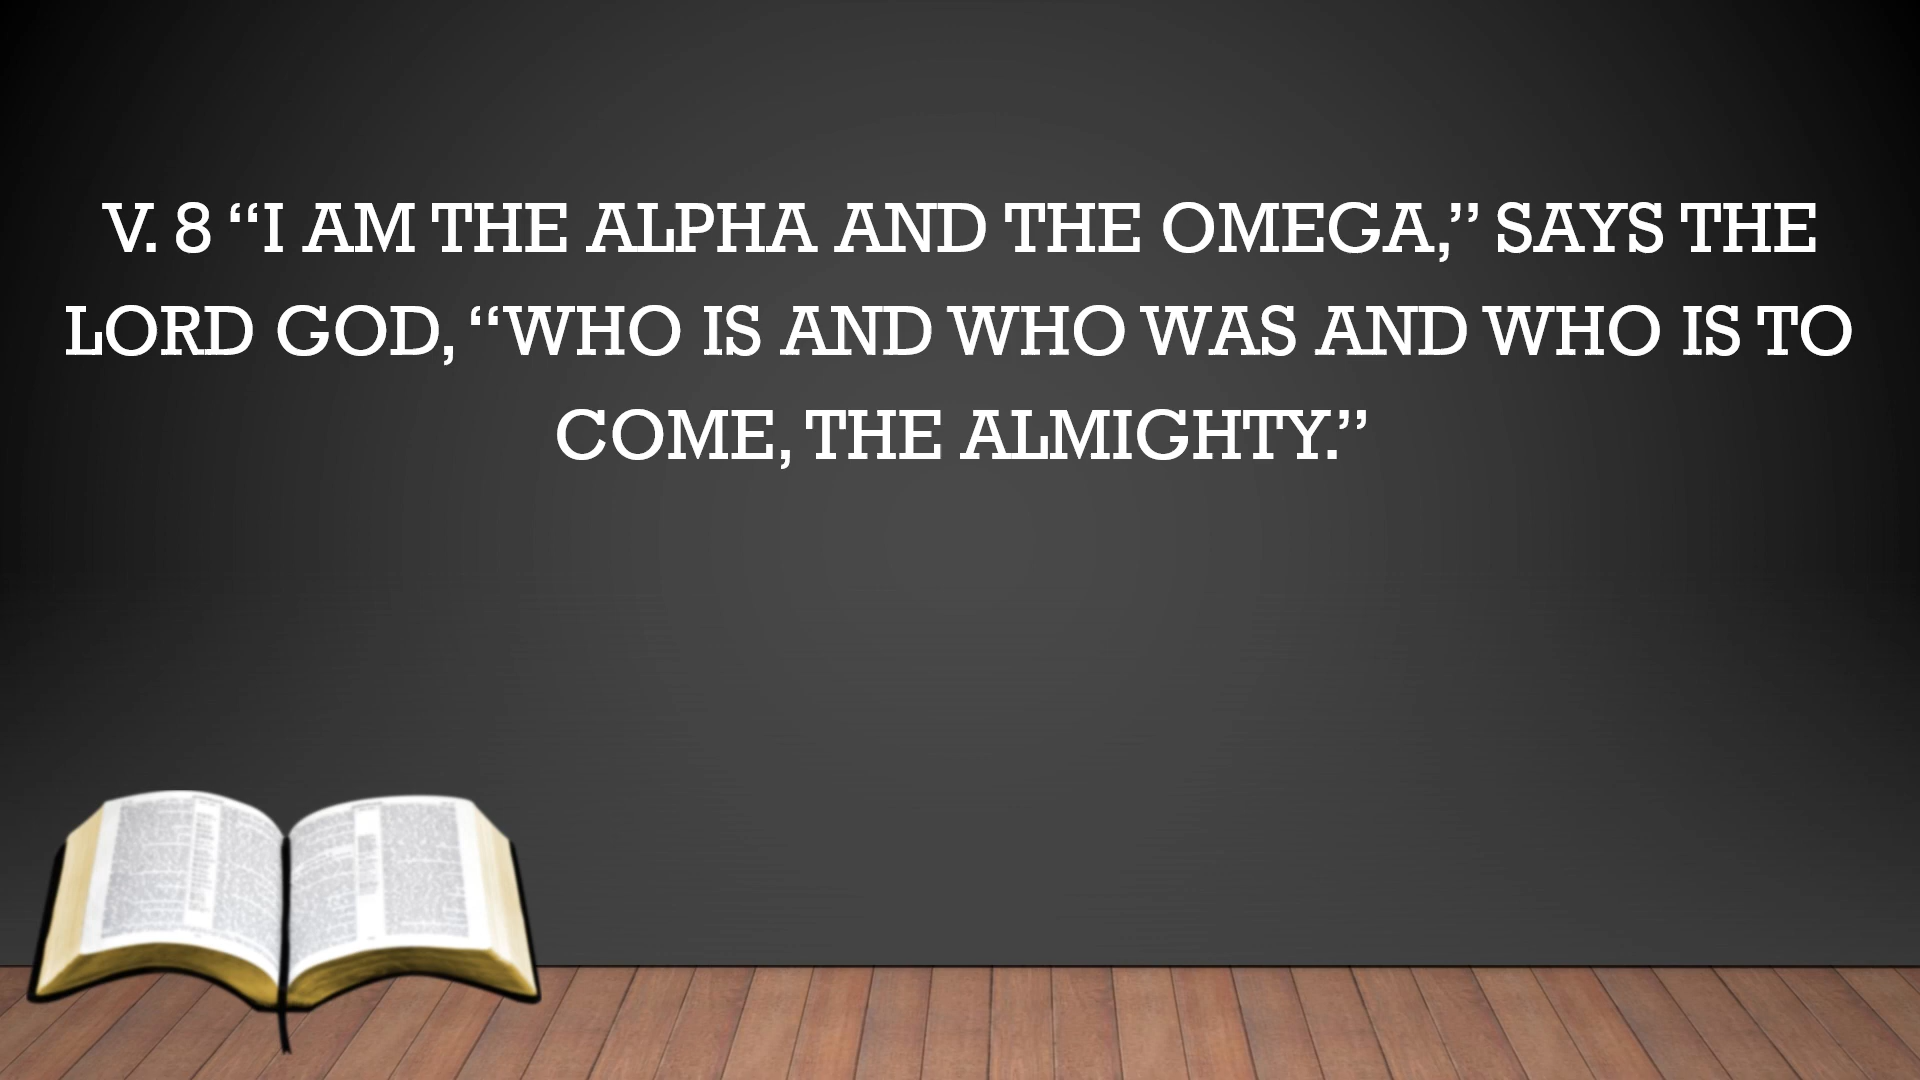 V. 8 “I AM THE ALPHA AND THE OMEGA,” SAYS THE
LORD GOD, “WHO IS AND WHO WAS AND WHO IS TO
COME, THE ALMIGHTY.”